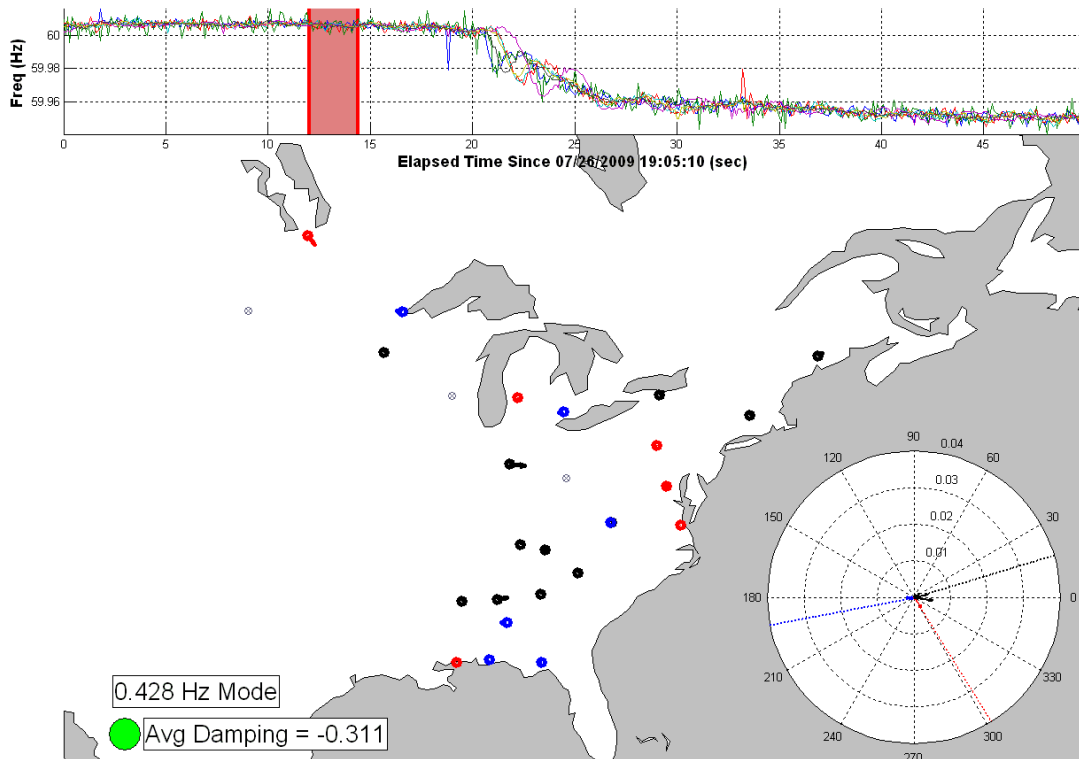 Freq (Hz)
60
59.98
59.96
0 5 10 15 20 25 30 35 40 45
Elapsed Time Since 07/26/2009 19:05:10 (sec)
90 0.04
120 60
0.03
0.02
150 30
0.01
180 0
210 330
240 300
270
0.428 Hz Mode
Avg Damping = -0.311